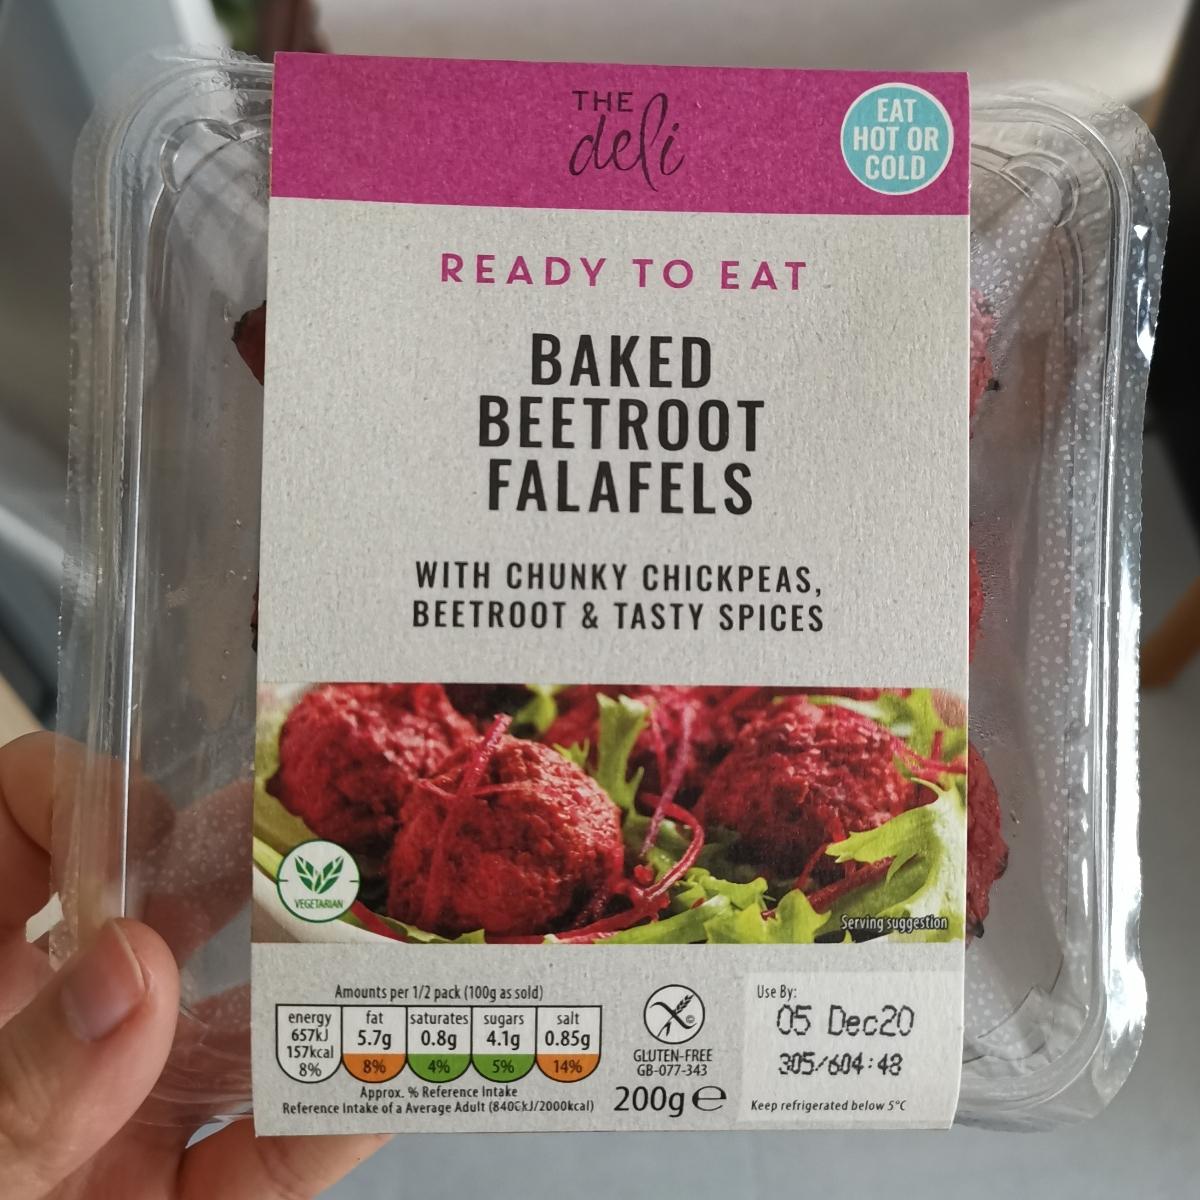 THE
deli
EAT
HOT OR
COLD
READY TO EAT
BAKED
BEETROOT
FALAFELS
WITH CHUNKY CHICKPEAS,
BEETROOT & TASTY SPICES
VEGETARIAN
Serving suggestion
Amounts per 1/2 pack (100g as sold)
energy 657kJ 157kcal 8%
fat 5.7g 8%
saturates 0.8g 4%
sugars 4.1g 5%
salt 0.85g 14%
Approx. % Reference Intake
Reference Intake of a Average Adult (8400kJ/2000kcal)
GLUTEN-FREE
GB-077-343
200g e
Use By:
05 Dec20
305/604:48
Keep refrigerated below 5°C